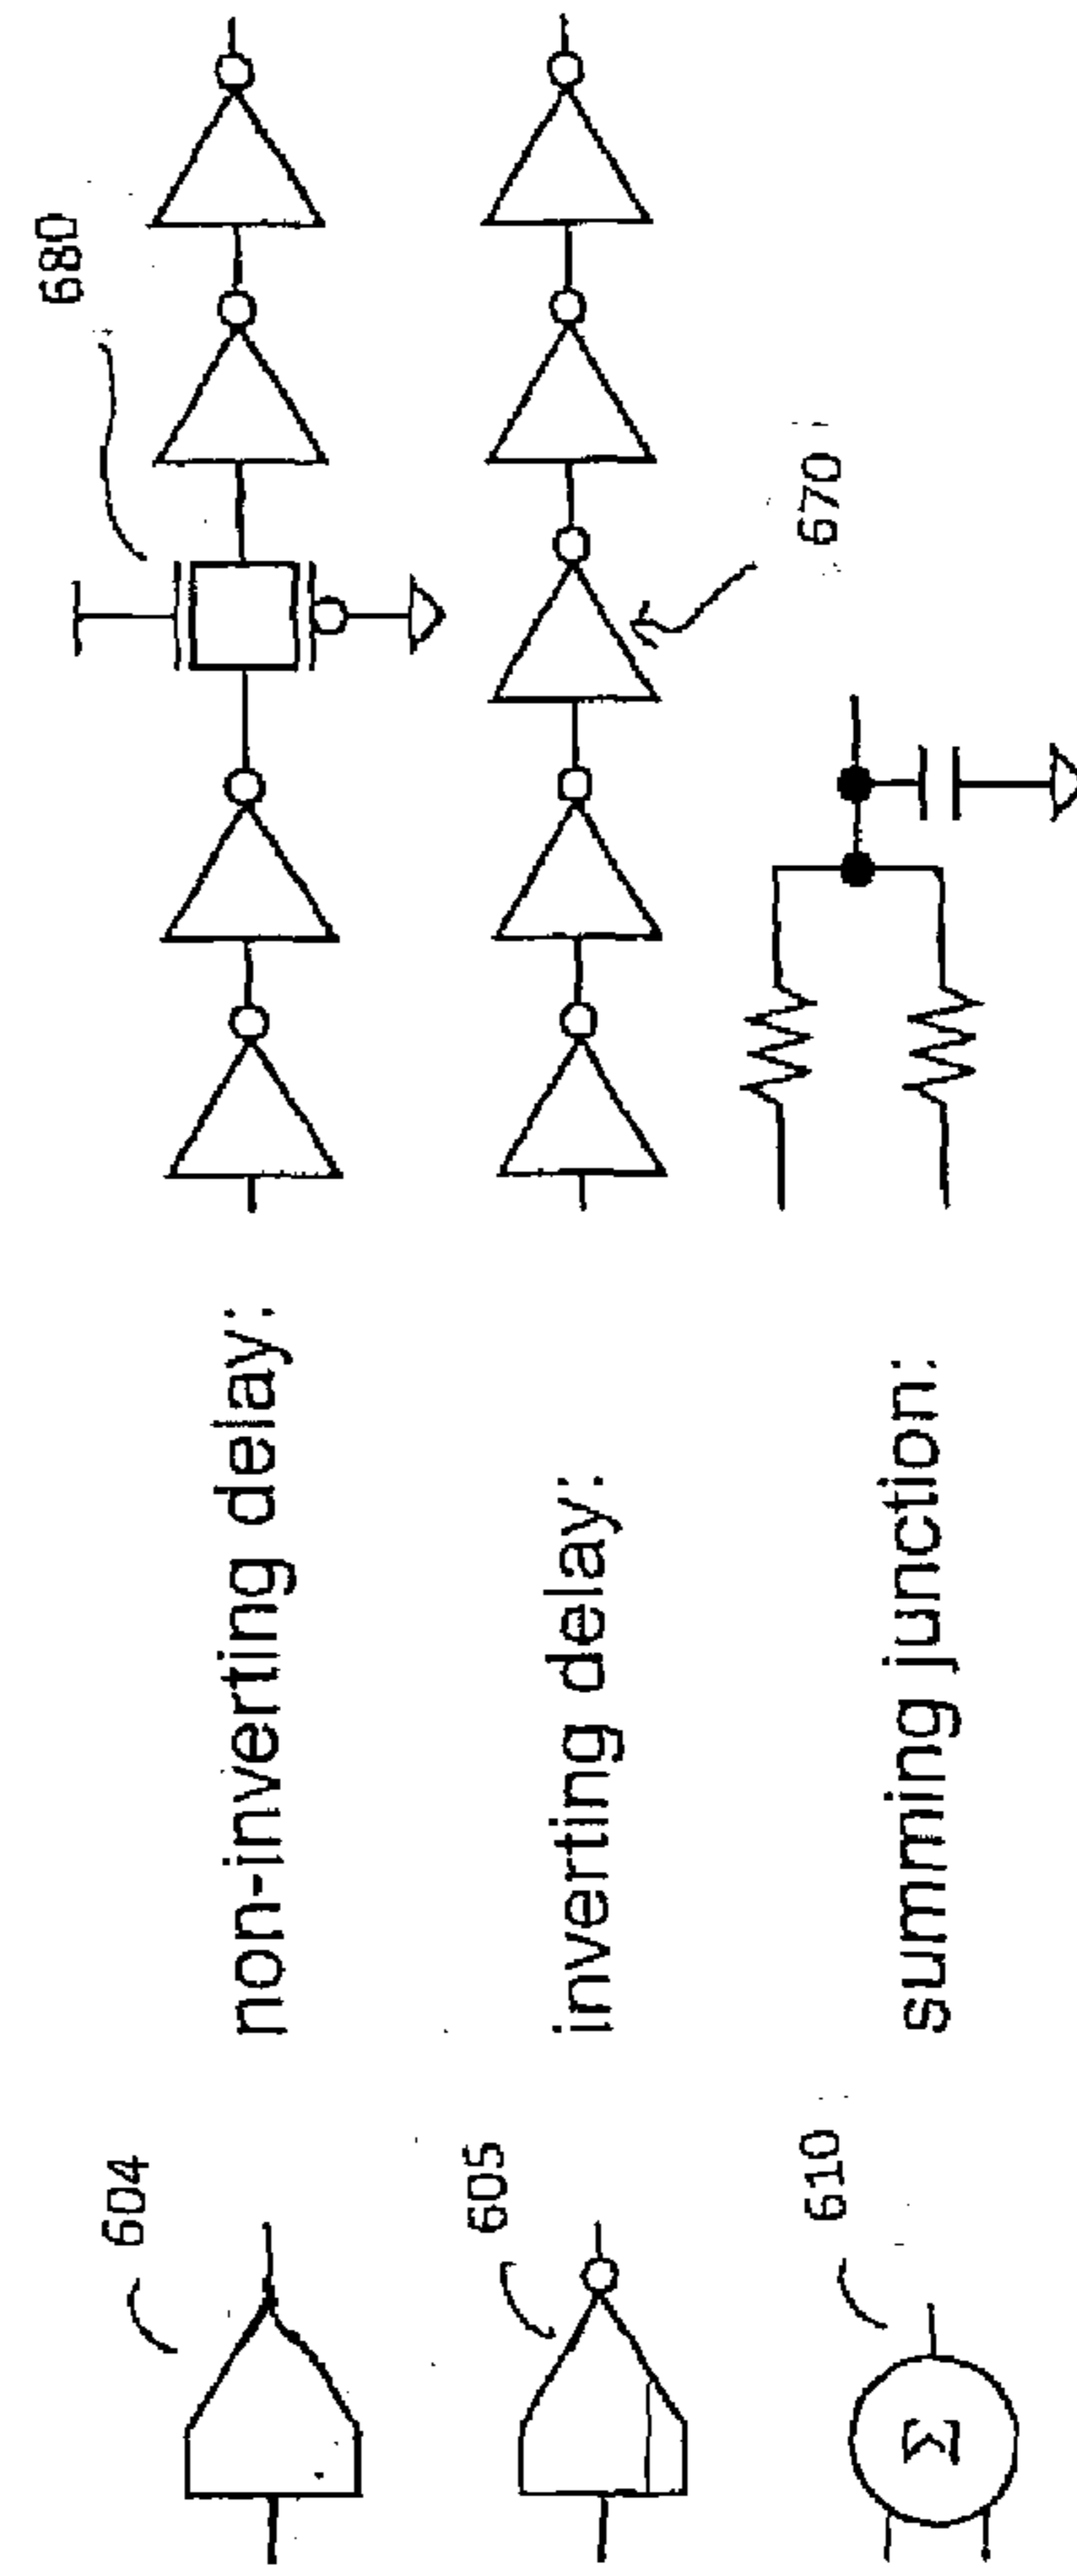 604
non-inverting delay:
680
605
inverting delay:
670
610
Σ
summing junction: